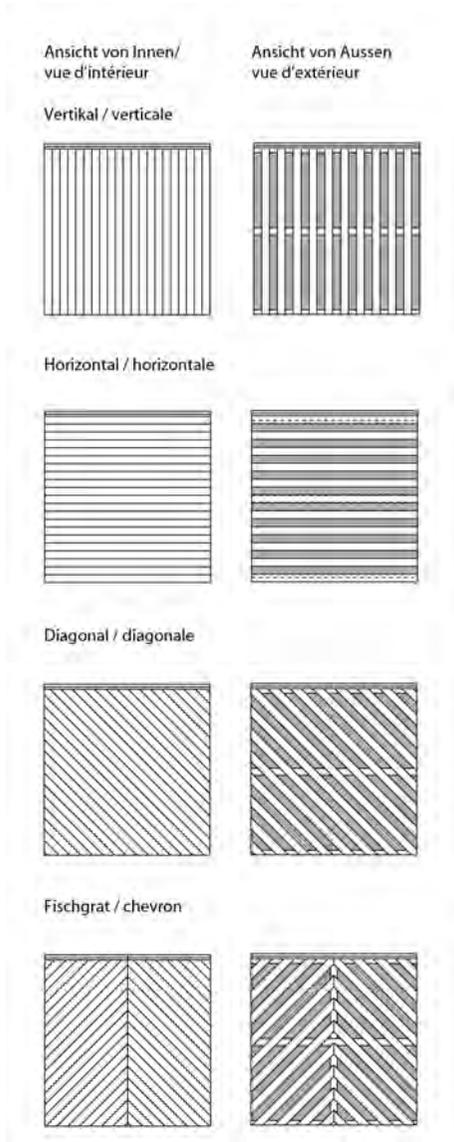 Ansicht von Innen/
vue d'intérieur
Ansicht von Aussen
vue d'extérieur
Vertikal / verticale
Horizontal / horizontale
Diagonal / diagonale
Fischgrat / chevron